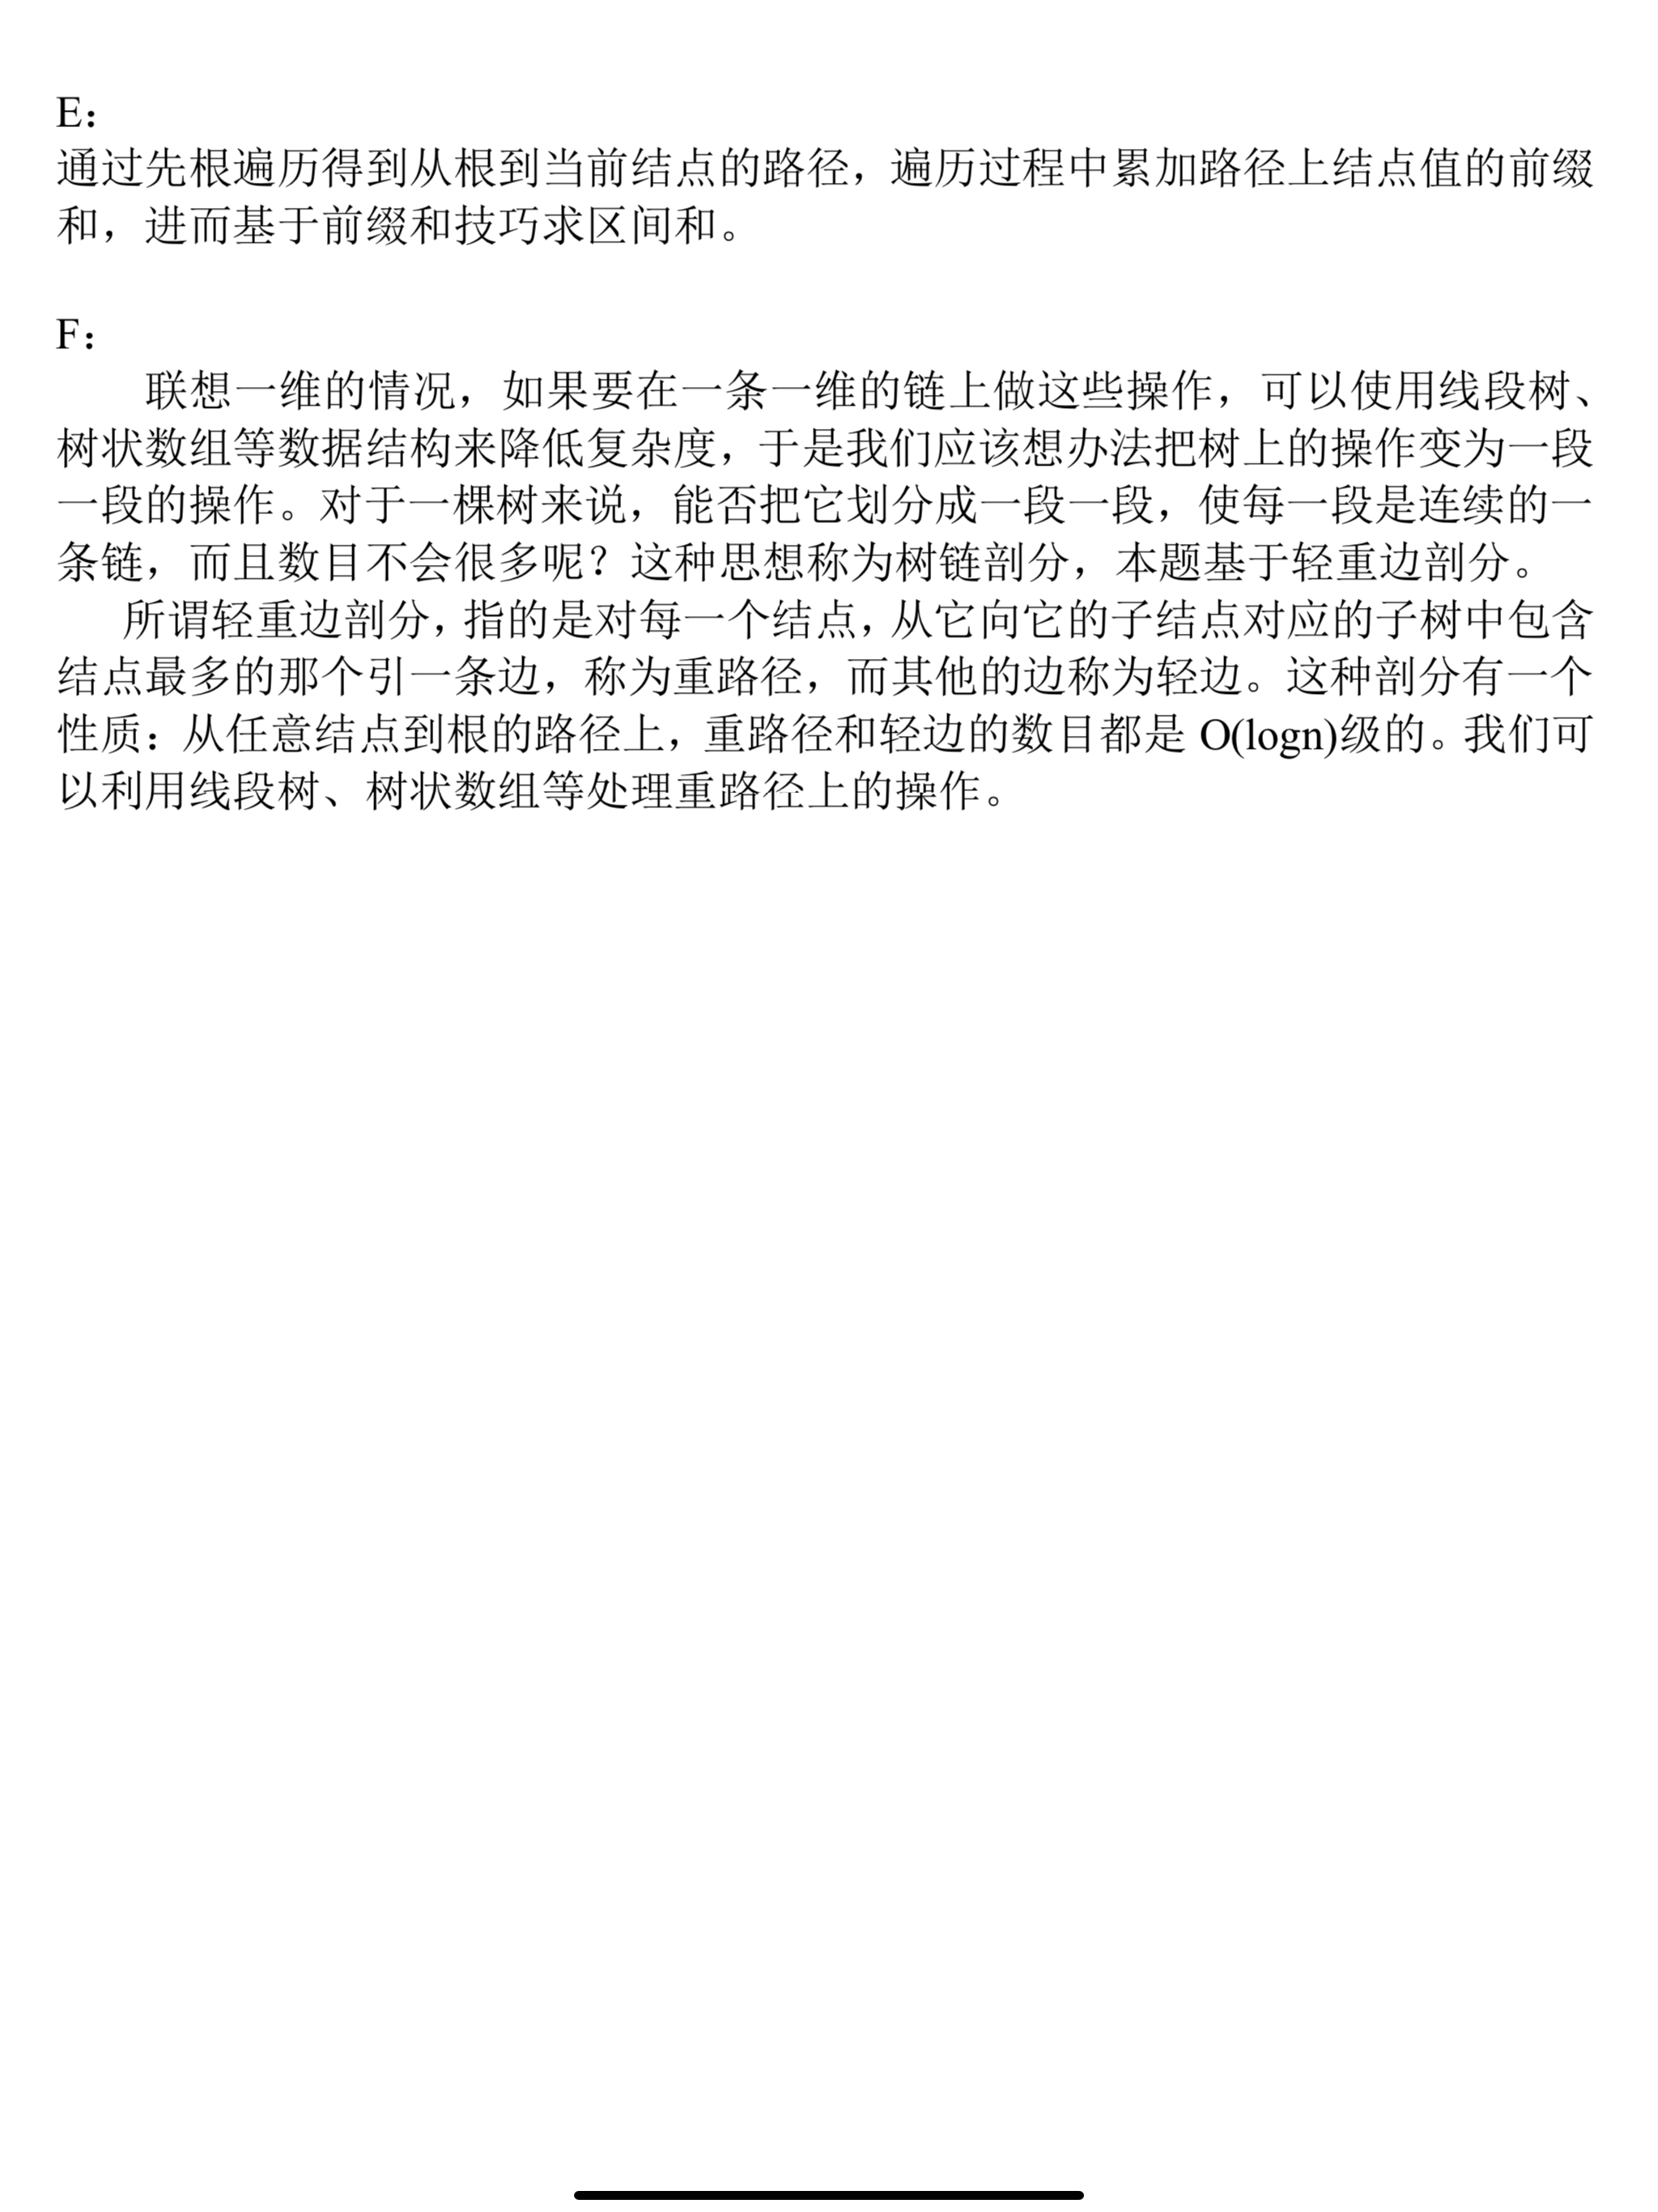 E：
通过先根遍历得到从根到当前结点的路径，遍历过程中累加路径上结点值的前缀
和，进而基于前缀和技巧求区间和。
F：
联想一维的情况，如果要在一条一维的链上做这些操作，可以使用线段树、
树状数组等数据结构来降低复杂度，于是我们应该想办法把树上的操作变为一段
一段的操作。对于一棵树来说，能否把它划分成一段一段，使每一段是连续的一
条链，而且数目不会很多呢？这种思想称为树链剖分，本题基于轻重边剖分。
所谓轻重边剖分，指的是对每一个结点，从它向它的子结点对应的子树中包含
结点最多的那个引一条边，称为重路径，而其他的边称为轻边。这种剖分有一个
性质：从任意结点到根的路径上，重路径和轻边的数目都是 O(logn)级的。我们可
以利用线段树、树状数组等处理重路径上的操作。